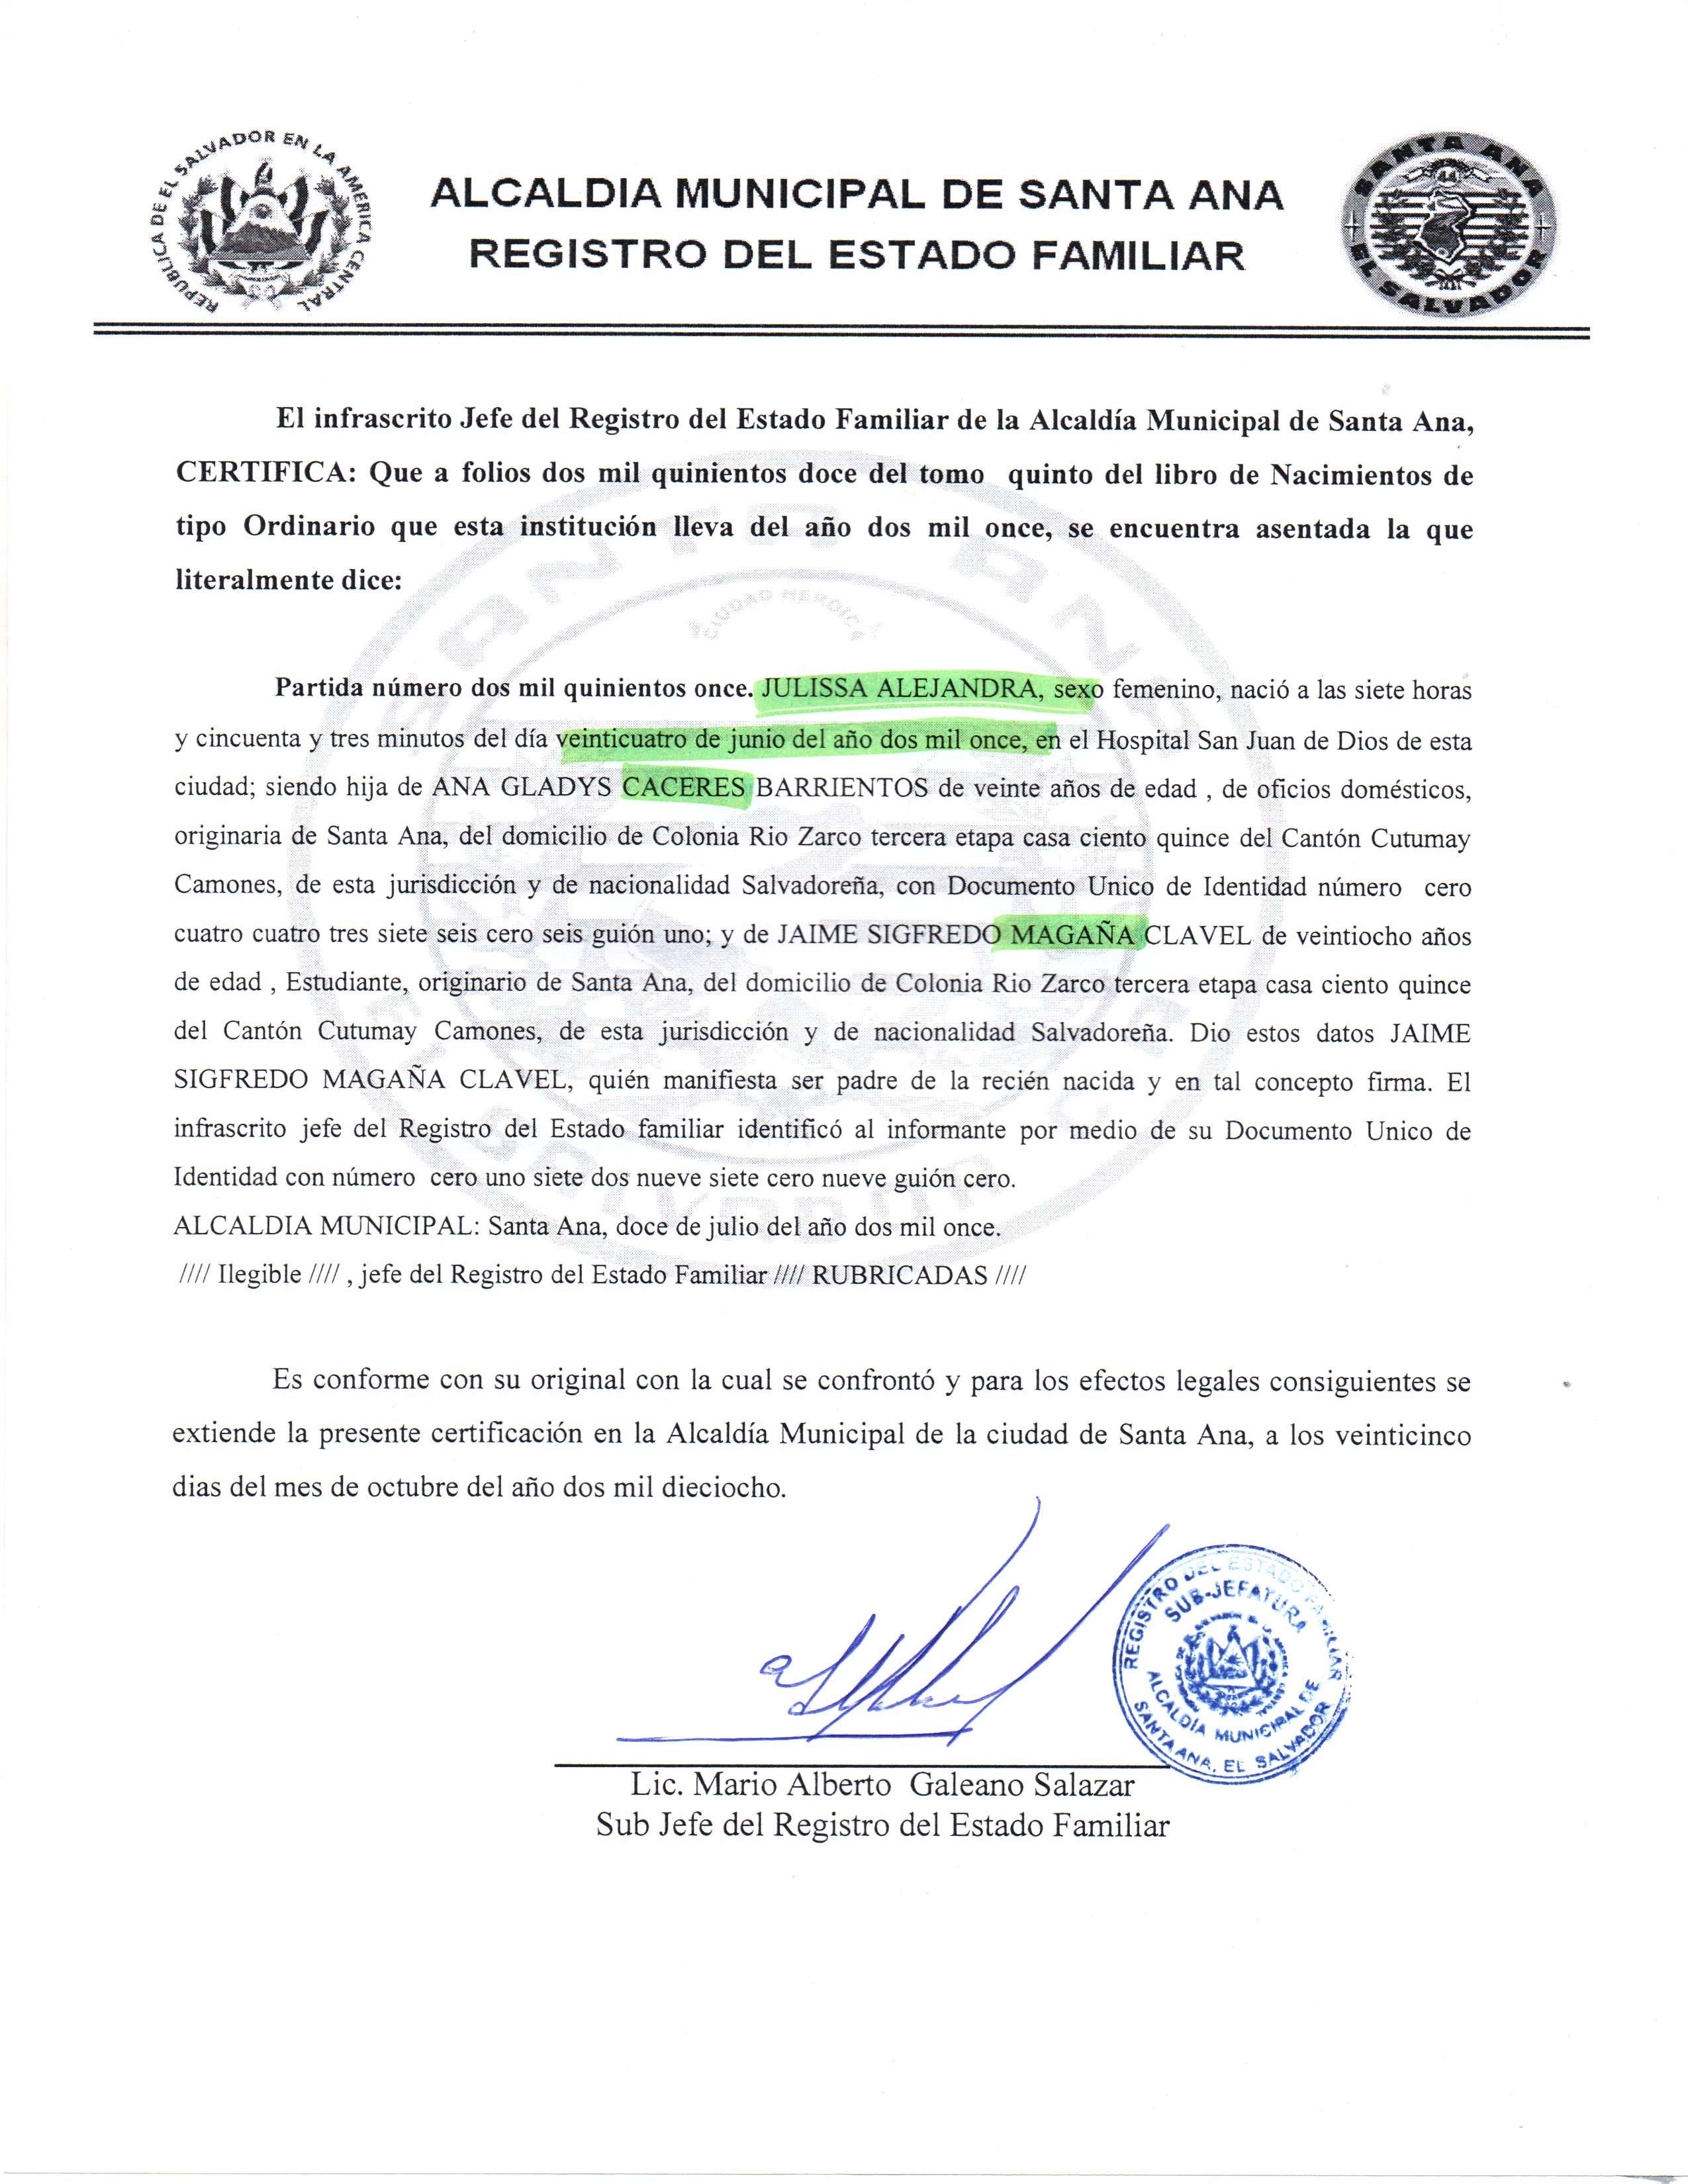 REPUBLICA DE EL SALVADOR EN LA AMERICA CENTRAL
ALCALDIA MUNICIPAL DE SANTA ANA
REGISTRO DEL ESTADO FAMILIAR
SANTA ANA
44
EL SALVADOR
El infrascrito Jefe del Registro del Estado Familiar de la Alcaldía Municipal de Santa Ana,
CERTIFICA: Que a folios dos mil quinientos doce del tomo quinto del libro de Nacimientos de
tipo Ordinario que esta institución lleva del año dos mil once, se encuentra asentada la que
literalmente dice:
SANTA ANA
CIUDAD HEROICA
EL SALVADOR
Partida número dos mil quinientos once. JULISSA ALEJANDRA, sexo femenino, nació a las siete horas
y cincuenta y tres minutos del día veinticuatro de junio del año dos mil once, en el Hospital San Juan de Dios de esta
ciudad; siendo hija de ANA GLADYS CACERES BARRIENTOS de veinte años de edad , de oficios domésticos,
originaria de Santa Ana, del domicilio de Colonia Rio Zarco tercera etapa casa ciento quince del Cantón Cutumay
Camones, de esta jurisdicción y de nacionalidad Salvadoreña, con Documento Unico de Identidad número cero
cuatro cuatro tres siete seis cero seis guión uno; y de JAIME SIGFREDO MAGAÑA CLAVEL de veintiocho años
de edad , Estudiante, originario de Santa Ana, del domicilio de Colonia Rio Zarco tercera etapa casa ciento quince
del Cantón Cutumay Camones, de esta jurisdicción y de nacionalidad Salvadoreña. Dio estos datos JAIME
SIGFREDO MAGAÑA CLAVEL, quién manifiesta ser padre de la recién nacida y en tal concepto firma. El
infrascrito jefe del Registro del Estado familiar identificó al informante por medio de su Documento Unico de
Identidad con número cero uno siete dos nueve siete cero nueve guión cero.
ALCALDIA MUNICIPAL: Santa Ana, doce de julio del año dos mil once.
//// Ilegible //// , jefe del Registro del Estado Familiar //// RUBRICADAS ////
Es conforme con su original con la cual se confrontó y para los efectos legales consiguientes se
extiende la presente certificación en la Alcaldía Municipal de la ciudad de Santa Ana, a los veinticinco
dias del mes de octubre del año dos mil dieciocho.
REGISTRO DEL ESTADO FAMILIAR
SUB-JEFATURA
ALCALDÍA MUNICIPAL DE
SANTA ANA, EL SALVADOR
Lic. Mario Alberto Galeano Salazar
Sub Jefe del Registro del Estado Familiar